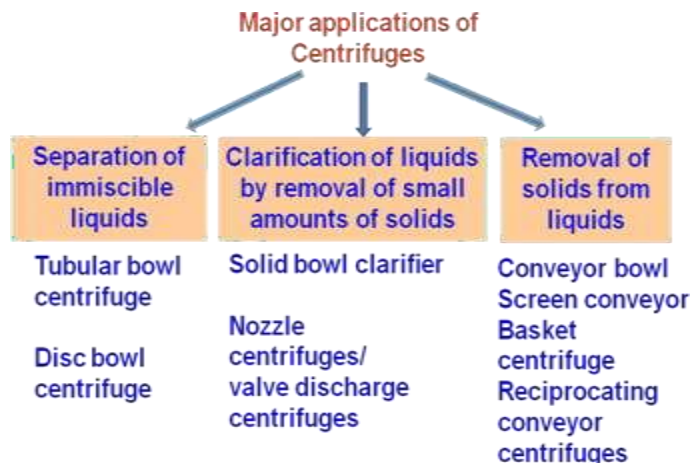 Major applications of
Centrifuges
Separation of
immiscible
liquids
Clarification of liquids
by removal of small
amounts of solids
Removal of
solids from
liquids
Tubular bowl
centrifuge
Disc bowl
centrifuge
Solid bowl clarifier
Nozzle
centrifuges/
valve discharge
centrifuges
Conveyor bowl
Screen conveyor
Basket
centrifuge
Reciprocating
conveyor
centrifuges